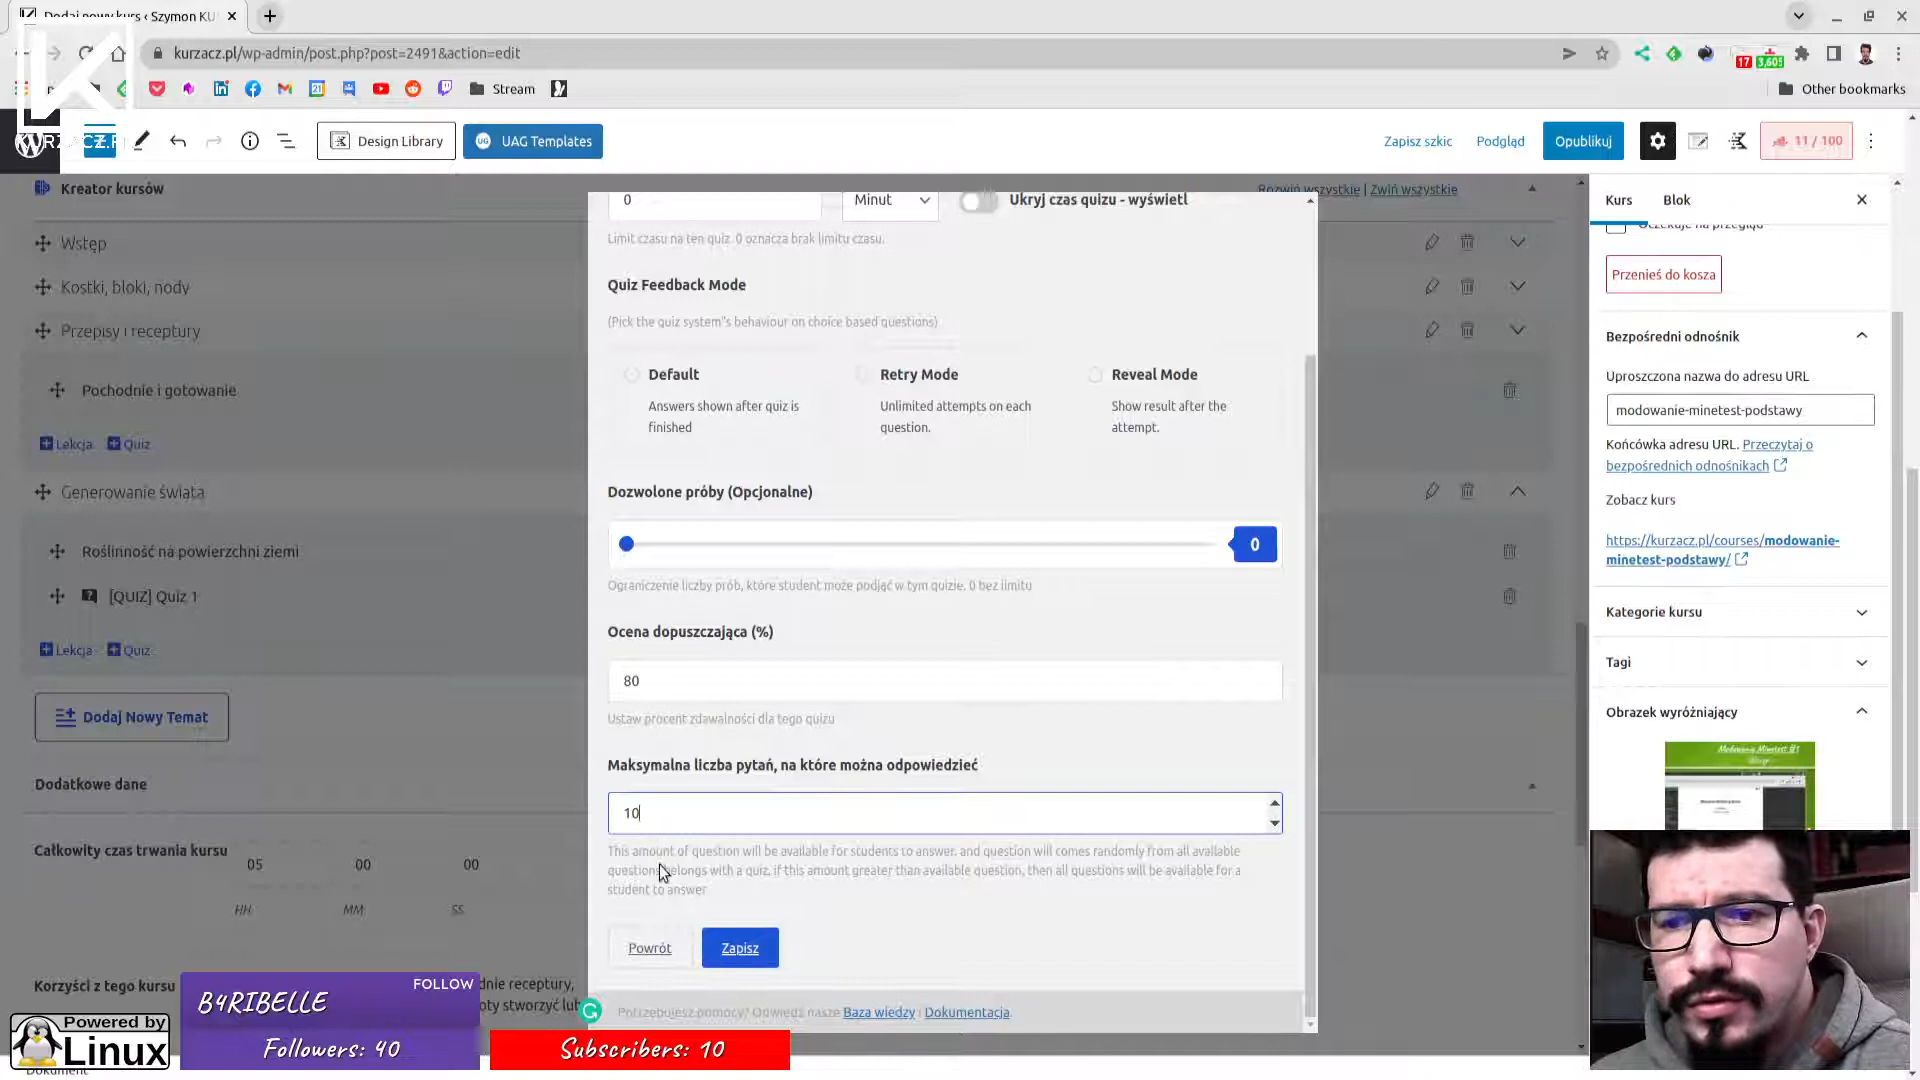 Dodaj nowy kurs ‹ Szymon KU
kurzacz.pl/wp-admin/post.php?post=2491&action=edit
17
3,605
Stream
Other bookmarks
KURZACZ.P
Design Library
UAG Templates
Zapisz szkic
Podgląd
Opublikuj
11 / 100
Kreator kursów
Rozwiń wszystkie | Zwiń wszystkie
Wstęp
Kostki, bloki, nody
Przepisy i receptury
Pochodnie i gotowanie
Lekcja
Quiz
Generowanie świata
Roślinność na powierzchni ziemi
[QUIZ] Quiz 1
Lekcja
Quiz
Dodaj Nowy Temat
Dodatkowe dane
Całkowity czas trwania kursu
05
00
00
HH
MM
SS
Korzyści z tego kursu
dnie receptury,
oty stworzyć lub
0
Minut
Ukryj czas quizu - wyświetl
Limit czasu na ten quiz. 0 oznacza brak limitu czasu.
Quiz Feedback Mode
(Pick the quiz system"s behaviour on choice based questions)
Default
Answers shown after quiz is
finished
Retry Mode
Unlimited attempts on each
question.
Reveal Mode
Show result after the
attempt.
Dozwolone próby (Opcjonalne)
0
Ograniczenie liczby prób, które student może podjąć w tym quizie. 0 bez limitu
Ocena dopuszczająca (%)
80
Ustaw procent zdawalności dla tego quizu
Maksymalna liczba pytań, na które można odpowiedzieć
10
This amount of question will be available for students to answer, and question will comes randomly from all available
questions belongs with a quiz, if this amount greater than available question, then all questions will be available for a
student to answer
Powrót
Zapisz
Potrzebujesz pomocy? Odwiedź nasze Baza wiedzy i Dokumentacja.
Kurs
Blok
Oczekuje na przegląd
Przenieś do kosza
Bezpośredni odnośnik
Uproszczona nazwa do adresu URL
modowanie-minetest-podstawy
Końcówka adresu URL. Przeczytaj o
bezpośrednich odnośnikach
Zobacz kurs
https://kurzacz.pl/courses/modowanie-
minetest-podstawy/
Kategorie kursu
Tagi
Obrazek wyróżniający
Modowanie Minetest #1
FOLLOW
B4RIBELLE
Followers: 40
Subscribers: 10
Powered by
Linux
Dokument